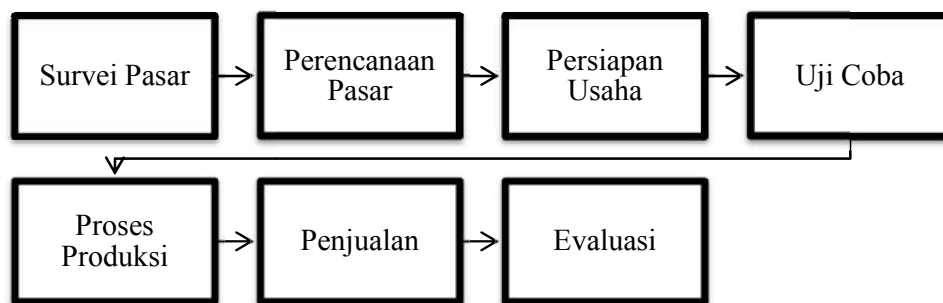 Survei Pasar
Perencanaan
Pasar
Persiapan
Usaha
Uji Coba
Proses
Produksi
Penjualan
Evaluasi